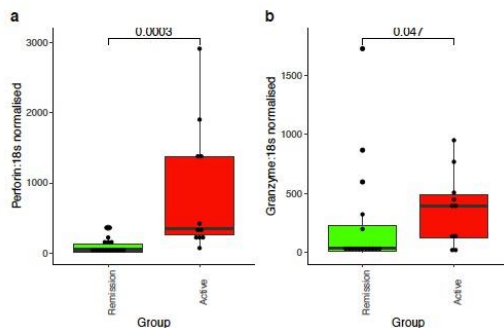 a
0.0003
3000
2000
1000
0
Perforin:18s normalised
Remission
Active
Group
b
0.047
1500
1000
500
0
Granzyme:18s normalised
Remission
Active
Group